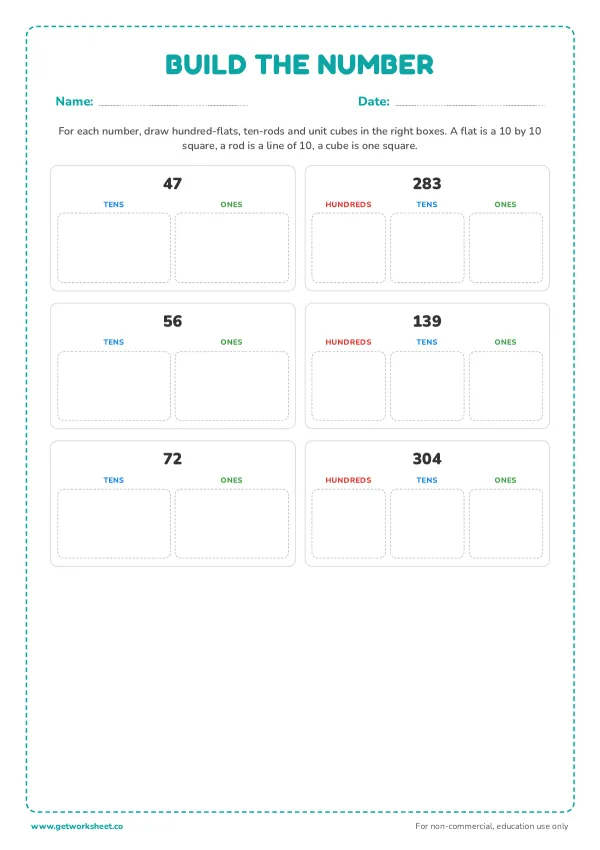 BUILD THE NUMBER
Name:
Date:
For each number, draw hundred-flats, ten-rods and unit cubes in the right boxes. A flat is a 10 by 10
square, a rod is a line of 10, a cube is one square.
47
TENS ONES
283
HUNDREDS TENS ONES
56
TENS ONES
139
HUNDREDS TENS ONES
72
TENS ONES
304
HUNDREDS TENS ONES
www.getworksheet.co
For non-commercial, education use only